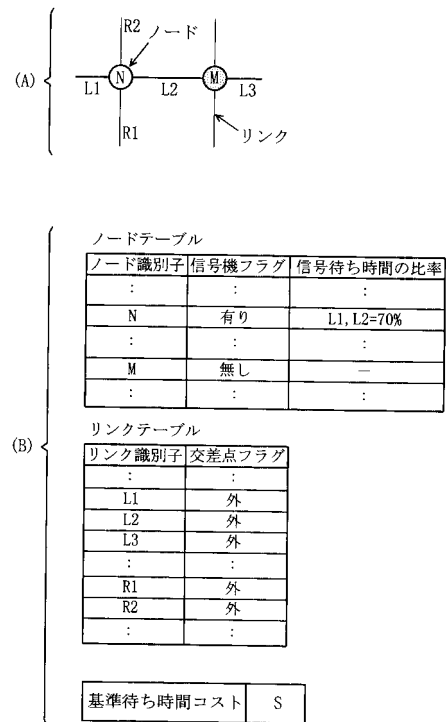 (A)
R2
ノード
N
M
L1
L2
L3
R1
リンク
(B)
ノードテーブル
ノード識別子 信号機フラグ 信号待ち時間の比率
: : :
N 有り L1,L2=70%
: : :
M 無し —
: : :
リンクテーブル
リンク識別子 交差点フラグ
: :
L1 外
L2 外
L3 外
: :
R1 外
R2 外
: :
基準待ち時間コスト S